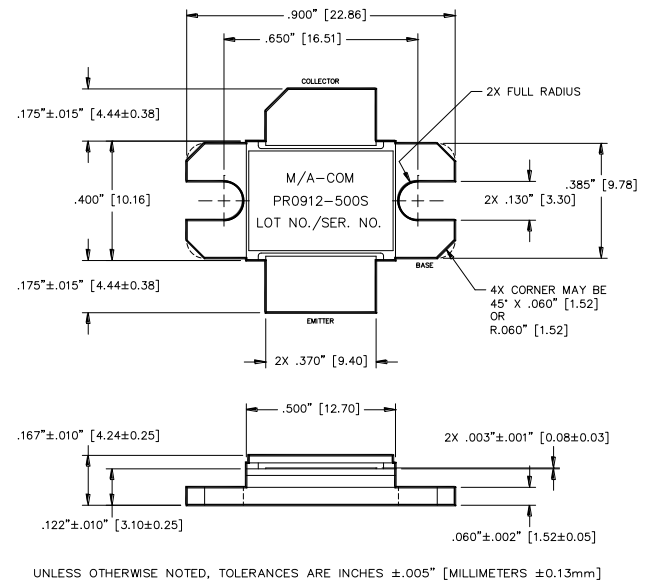 .900" [22.86]
.650" [16.51]
COLLECTOR
2X FULL RADIUS
.175"±.015" [4.44±0.38]
M/A-COM
PR0912-500S
LOT NO./SER. NO.
.400" [10.16]
.385" [9.78]
2X .130" [3.30]
BASE
.175"±.015" [4.44±0.38]
4X CORNER MAY BE
45° X .060" [1.52]
OR
R.060" [1.52]
EMITTER
2X .370" [9.40]
.500" [12.70]
.167"±.010" [4.24±0.25]
2X .003"±.001" [0.08±0.03]
.122"±.010" [3.10±0.25]
.060"±.002" [1.52±0.05]
UNLESS OTHERWISE NOTED, TOLERANCES ARE INCHES ±.005" [MILLIMETERS ±0.13mm]